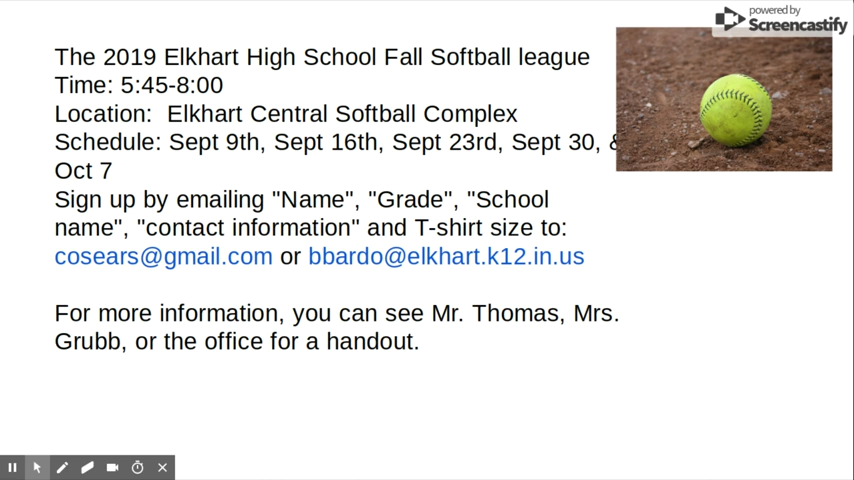 powered by
Screencastify
The 2019 Elkhart High School Fall Softball league
Time: 5:45-8:00
Location:  Elkhart Central Softball Complex
Schedule: Sept 9th, Sept 16th, Sept 23rd, Sept 30, &
Oct 7
Sign up by emailing "Name", "Grade", "School
name", "contact information" and T-shirt size to:
cosears@gmail.com or bbardo@elkhart.k12.in.us
For more information, you can see Mr. Thomas, Mrs.
Grubb, or the office for a handout.